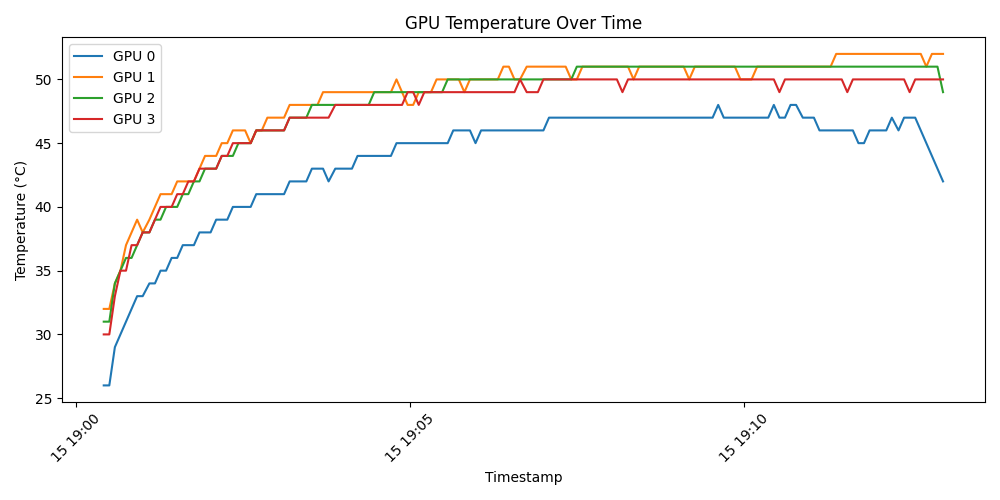 GPU Temperature Over Time
GPU 0
GPU 1
GPU 2
GPU 3
Temperature (°C)
50
45
40
35
30
25
15 19:00
15 19:05
15 19:10
Timestamp